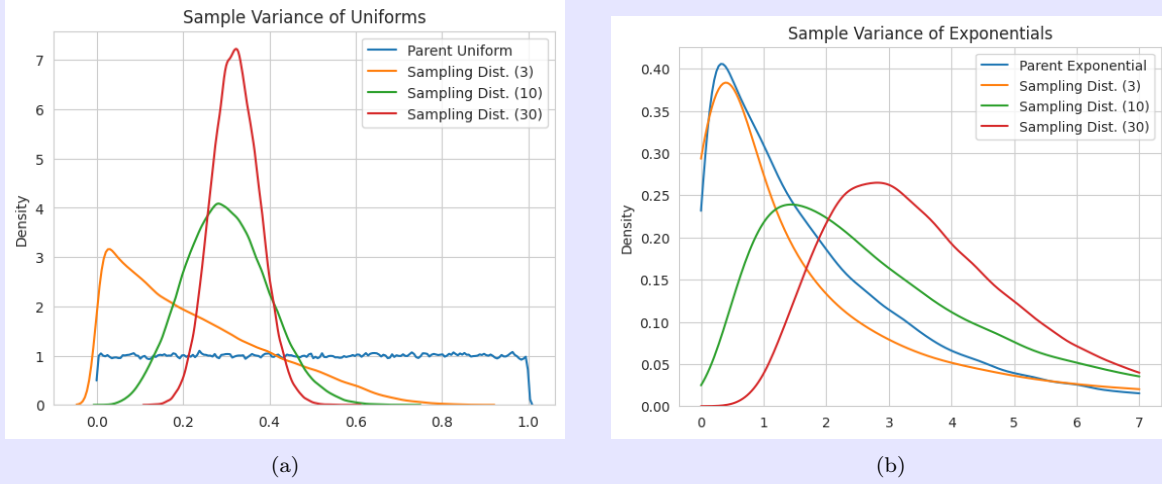 Sample Variance of Uniforms
Parent Uniform
Sampling Dist. (3)
Sampling Dist. (10)
Sampling Dist. (30)
Density
7
6
5
4
3
2
1
0
0.0 0.2 0.4 0.6 0.8 1.0
(a)
Sample Variance of Exponentials
Parent Exponential
Sampling Dist. (3)
Sampling Dist. (10)
Sampling Dist. (30)
Density
0.40
0.35
0.30
0.25
0.20
0.15
0.10
0.05
0.00
0 1 2 3 4 5 6 7
(b)